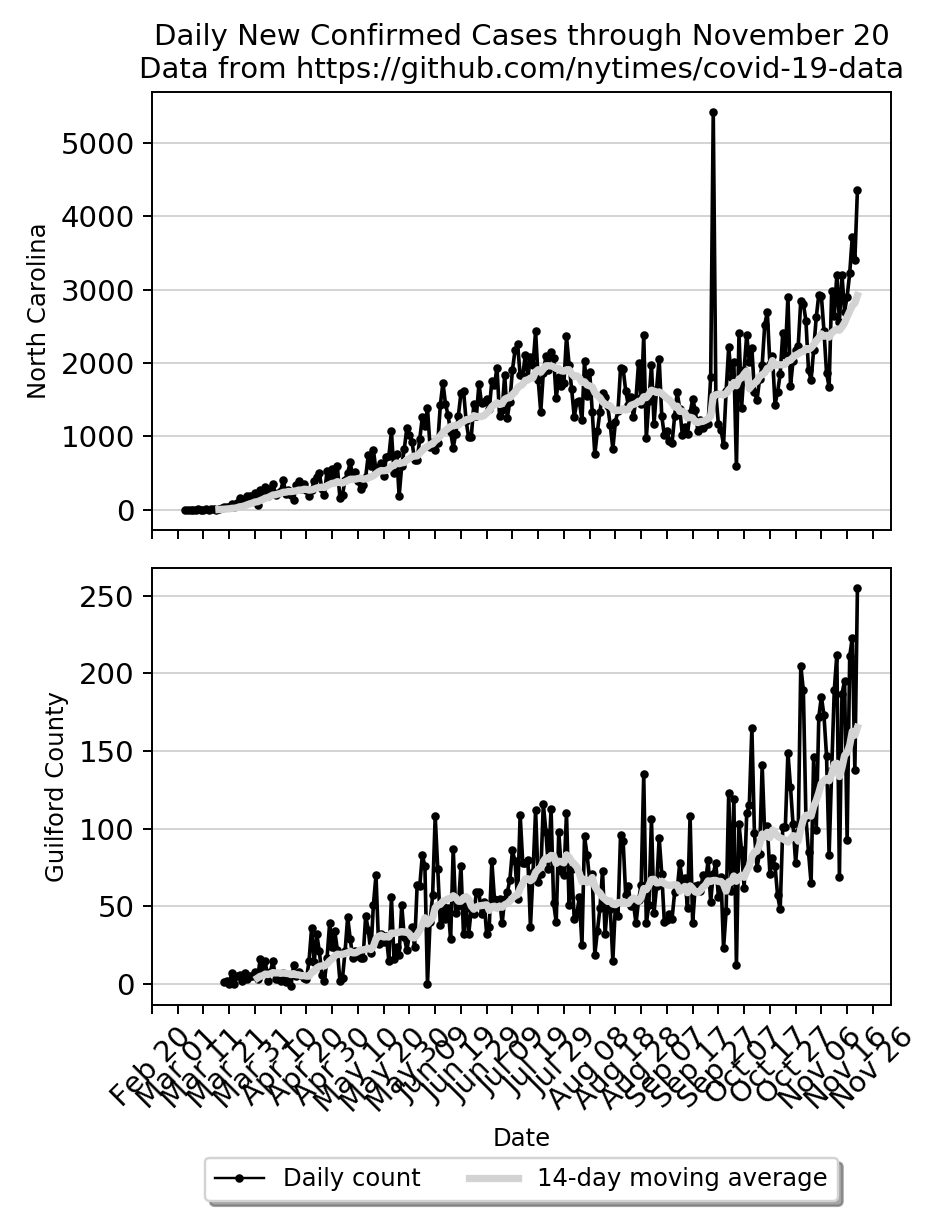 Daily New Confirmed Cases through November 20
Data from https://github.com/nytimes/covid-19-data
North Carolina
5000
4000
3000
2000
1000
0
Guilford County
250
200
150
100
50
0
Feb 20
Mar 01
Mar 11
Mar 21
Mar 31
Apr 10
Apr 20
Apr 30
May 10
May 20
May 30
Jun 09
Jun 19
Jun 29
Jul 09
Jul 19
Jul 29
Aug 08
Aug 18
Aug 28
Sep 07
Sep 17
Sep 27
Oct 07
Oct 17
Oct 27
Nov 06
Nov 16
Nov 26
Date
Daily count
14-day moving average